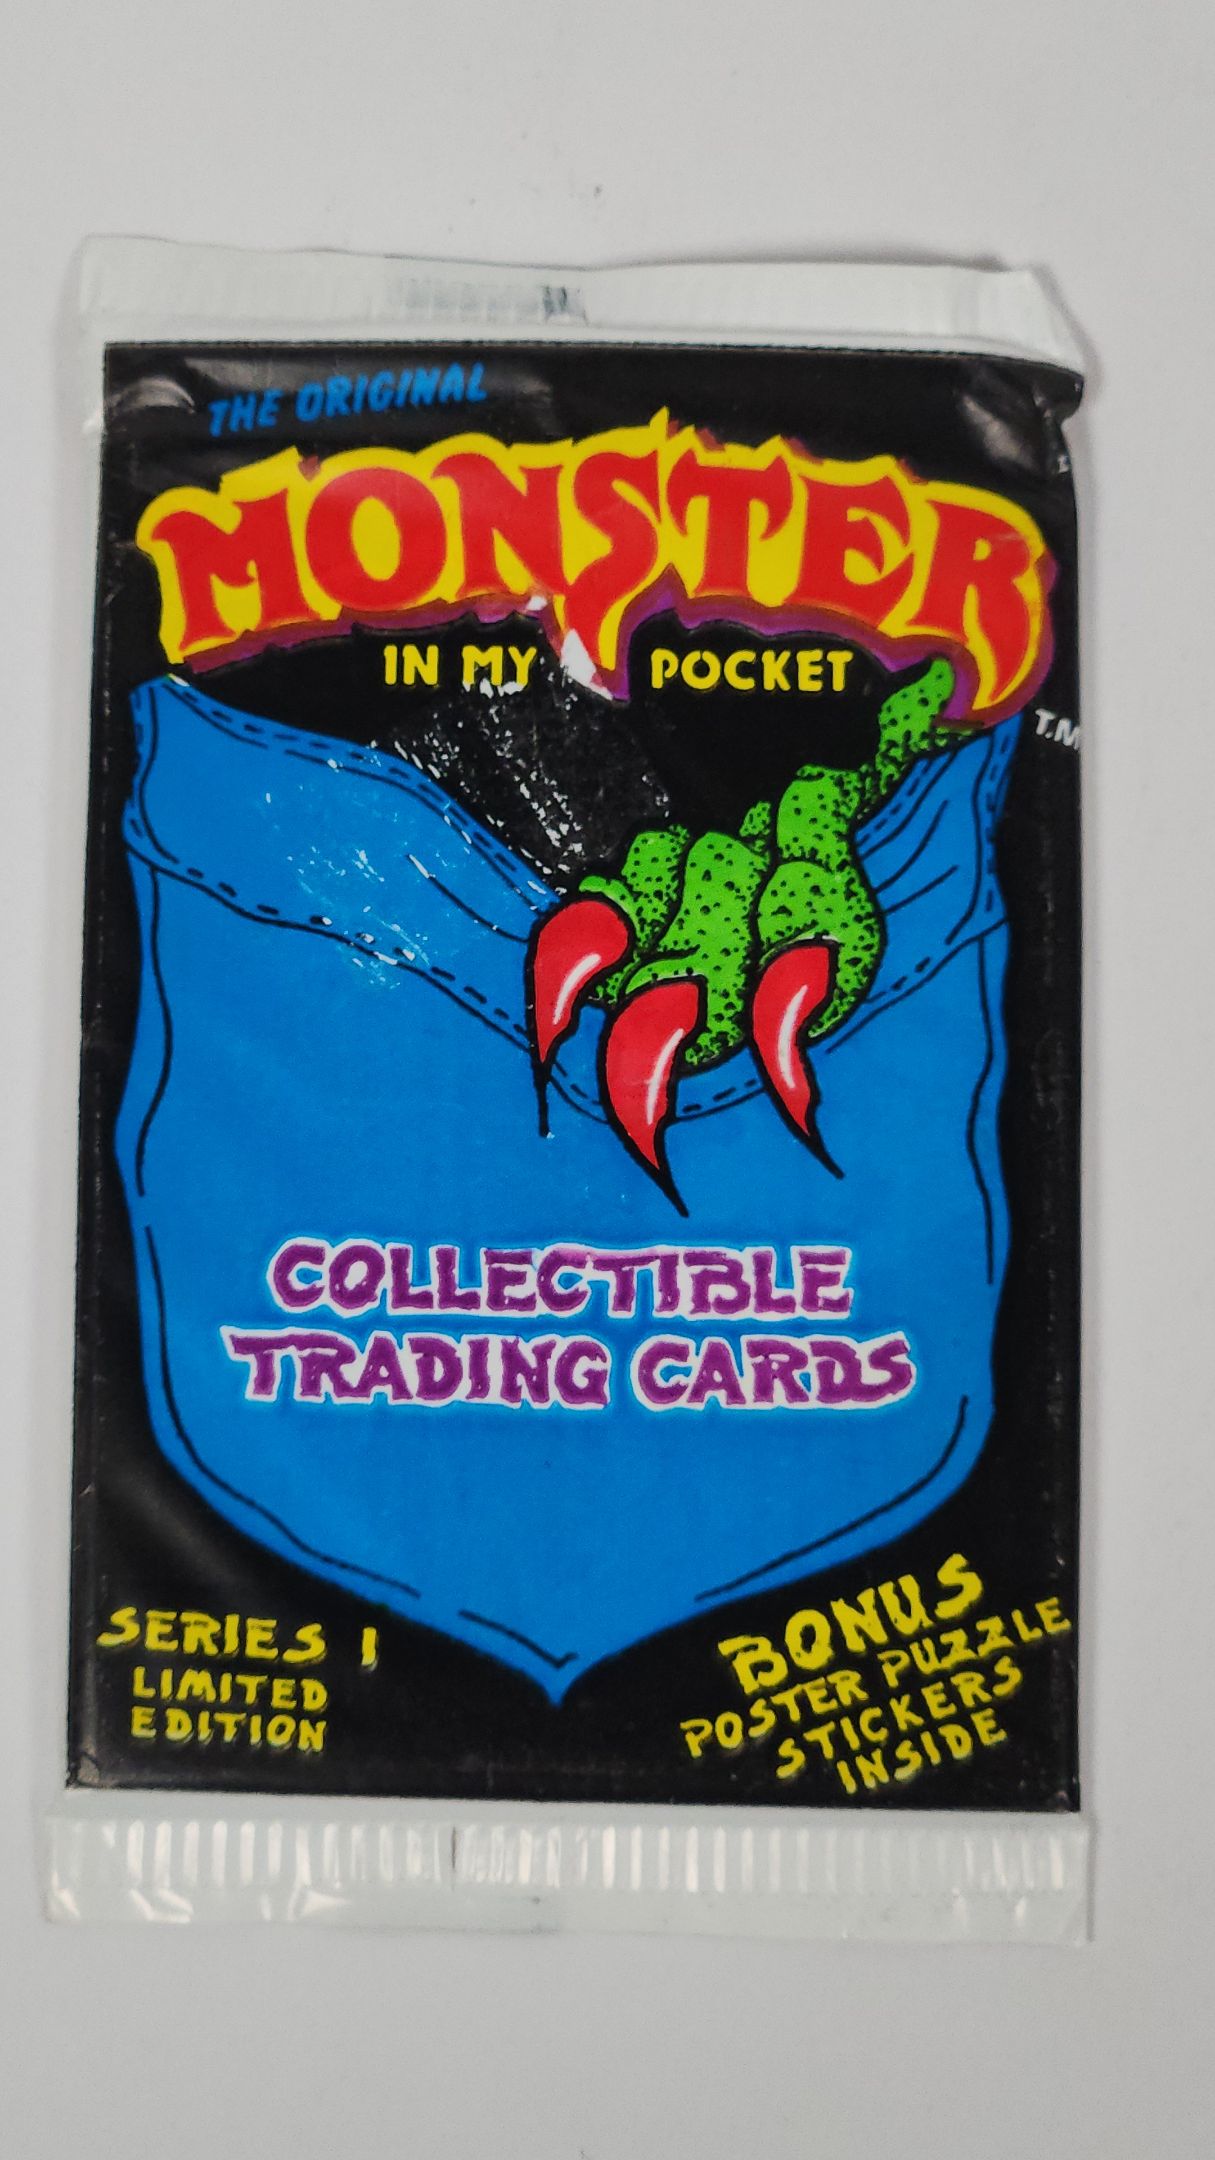 THE ORIGINAL
MONSTER
IN MY POCKET
T.M.
COLLECTIBLE
TRADING CARDS
SERIES 1
LIMITED
EDITION
BONUS
POSTER PUZZLE
STICKERS
INSIDE